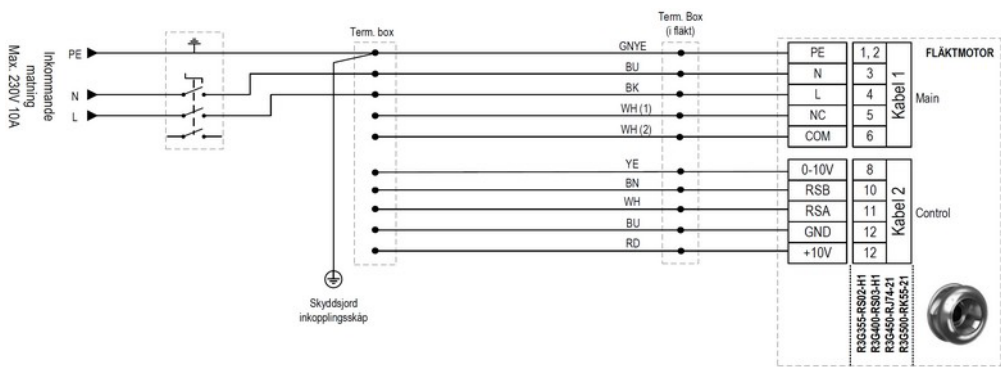 Term. Box
(i fläkt)
Term. box
Inkommande
matning
Max. 230V 10A
PE
N
L
GNYE
BU
BK
WH (1)
WH (2)
YE
BN
WH
BU
RD
PE 1, 2
N 3
L 4
NC 5
COM 6
Kabel 1
Main
FLÄKTMOTOR
0-10V 8
RSB 10
RSA 11
GND 12
+10V 12
Kabel 2
Control
Skyddsjord
inkopplingsskåp
R3G355-RS02-H1
R3G400-RS03-H1
R3G450-RJ74-21
R3G500-RK55-21